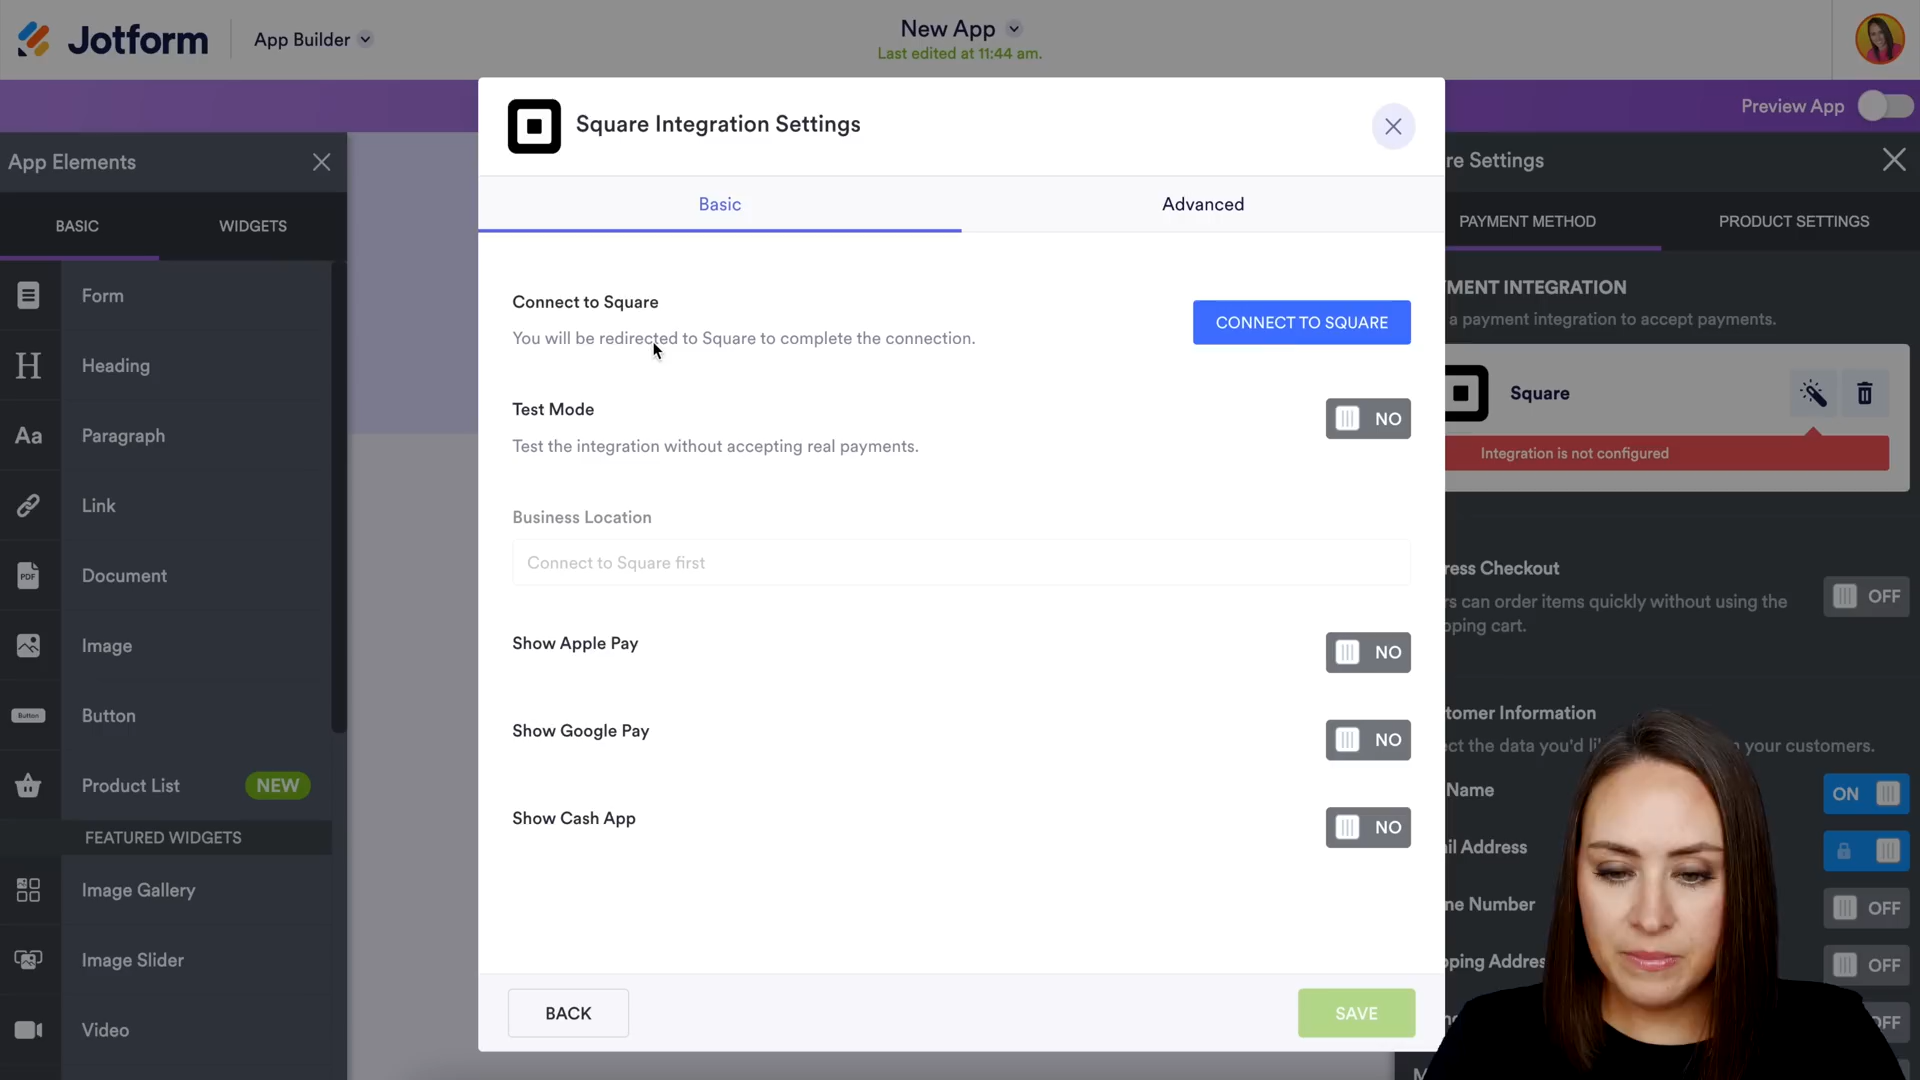 Jotform
App Builder
New App
Last edited at 11:44 am.
Preview App
App Elements
BASIC
WIDGETS
Form
Heading
Paragraph
Link
PDF
Document
Image
Button
Button
Product List
NEW
FEATURED WIDGETS
Image Gallery
Image Slider
Video
Square Integration Settings
Basic
Advanced
Connect to Square
You will be redirected to Square to complete the connection.
CONNECT TO SQUARE
Test Mode
NO
Test the integration without accepting real payments.
Business Location
Connect to Square first
Show Apple Pay
NO
Show Google Pay
NO
Show Cash App
NO
BACK
SAVE
re Settings
PAYMENT METHOD
PRODUCT SETTINGS
MENT INTEGRATION
a payment integration to accept payments.
Square
Integration is not configured
ress Checkout
OFF
rs can order items quickly without using the
ping cart.
tomer Information
ct the data you'd li your customers.
Name
ON
il Address
ne Number
OFF
pping Addres
OFF
OFF